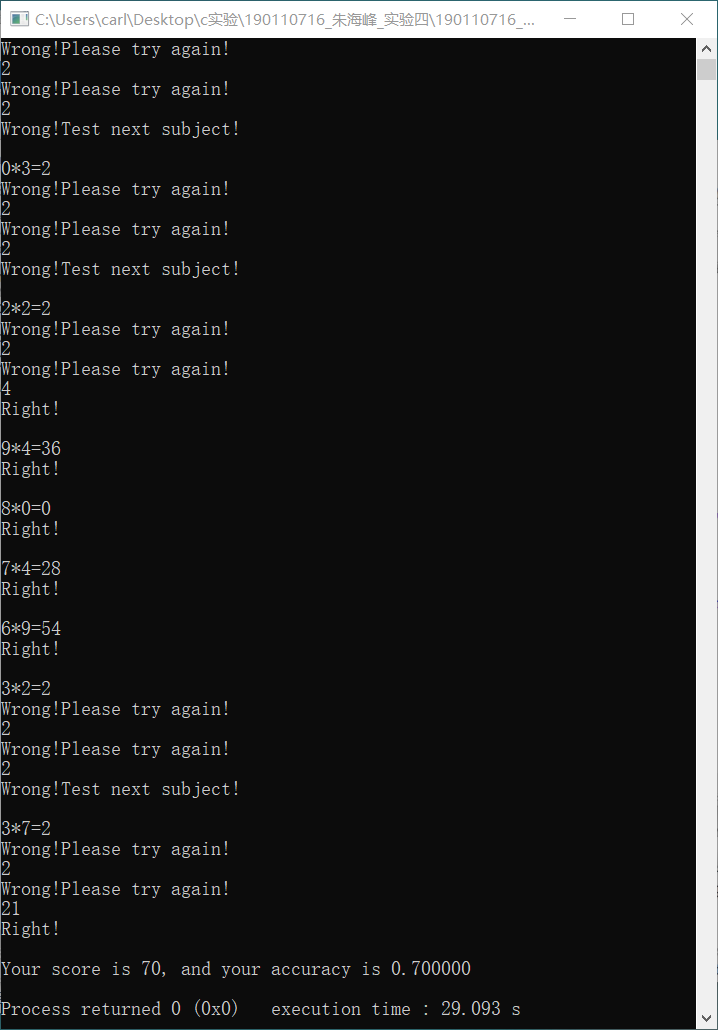 C:\Users\carl\Desktop\c实验\190110716_朱海峰_实验四\190110716_...
Wrong!Please try again!
2
Wrong!Please try again!
2
Wrong!Test next subject!
0*3=2
Wrong!Please try again!
2
Wrong!Please try again!
2
Wrong!Test next subject!
2*2=2
Wrong!Please try again!
2
Wrong!Please try again!
4
Right!
9*4=36
Right!
8*0=0
Right!
7*4=28
Right!
6*9=54
Right!
3*2=2
Wrong!Please try again!
2
Wrong!Please try again!
2
Wrong!Test next subject!
3*7=2
Wrong!Please try again!
2
Wrong!Please try again!
21
Right!
Your score is 70, and your accuracy is 0.700000
Process returned 0 (0x0)   execution time : 29.093 s